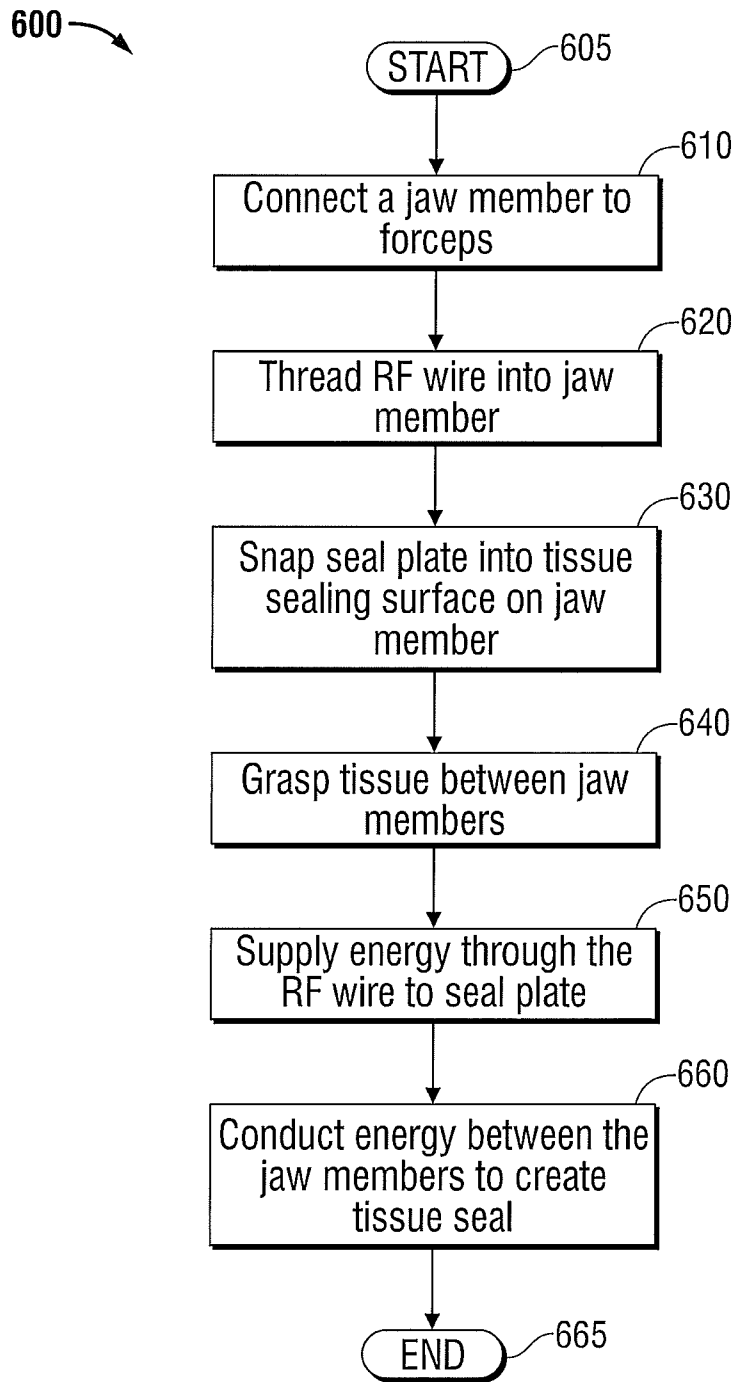 600
START
605
610
Connect a jaw member to
forceps
620
Thread RF wire into jaw
member
630
Snap seal plate into tissue
sealing surface on jaw
member
640
Grasp tissue between jaw
members
650
Supply energy through the
RF wire to seal plate
660
Conduct energy between the
jaw members to create
tissue seal
END
665